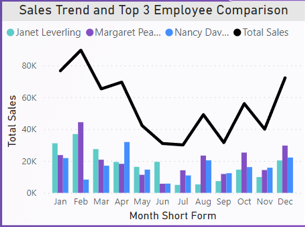 Sales Trend and Top 3 Employee Comparison
Janet Leverling Margaret Pea... Nancy Dav... Total Sales
80K
60K
40K
20K
0K
Total Sales
Jan Feb Mar Apr May Jun Jul Aug Sep Oct Nov Dec
Month Short Form